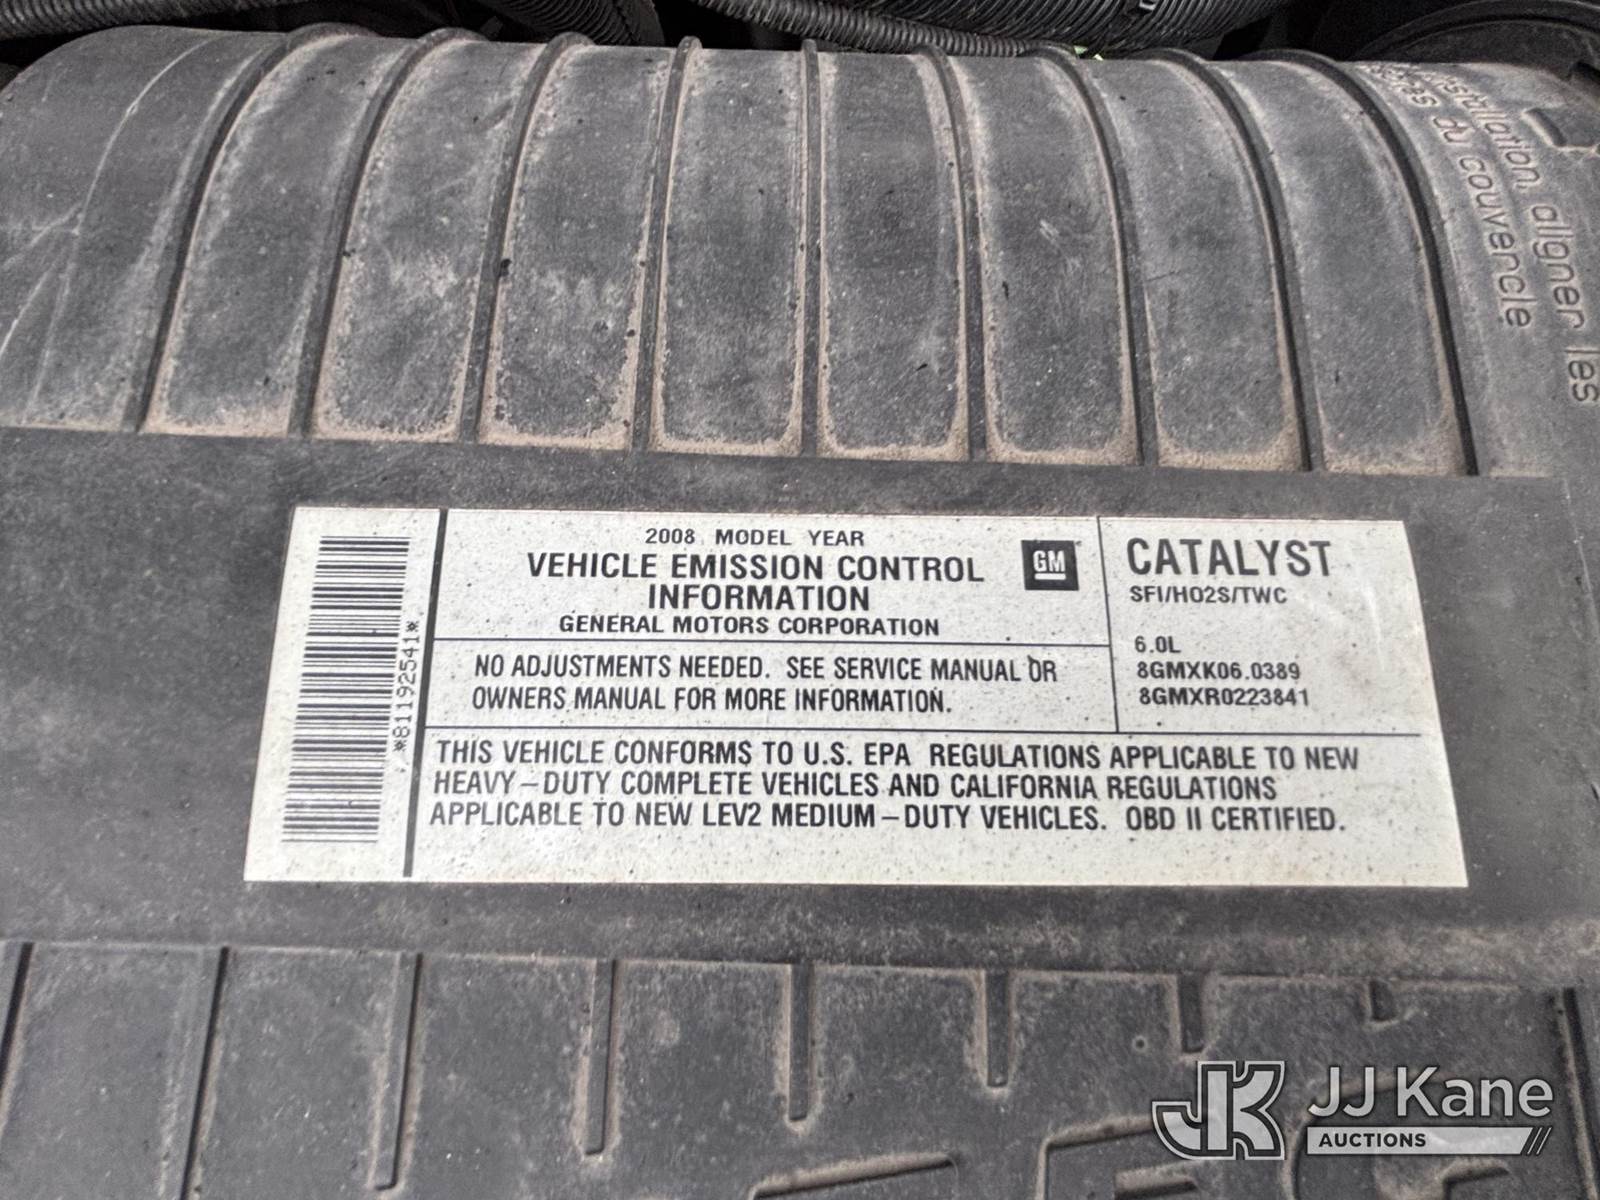 installation, aligner les
du couvercle
*81192541*
2008 MODEL YEAR
VEHICLE EMISSION CONTROL
INFORMATION
GENERAL MOTORS CORPORATION
GM
NO ADJUSTMENTS NEEDED. SEE SERVICE MANUAL OR
OWNERS MANUAL FOR MORE INFORMATION.
CATALYST
SFI/HO2S/TWC
6.0L
8GMXK06.0389
8GMXR0223841
THIS VEHICLE CONFORMS TO U.S. EPA REGULATIONS APPLICABLE TO NEW
HEAVY–DUTY COMPLETE VEHICLES AND CALIFORNIA REGULATIONS
APPLICABLE TO NEW LEV2 MEDIUM–DUTY VEHICLES. OBD II CERTIFIED.
JK JJ Kane
AUCTIONS